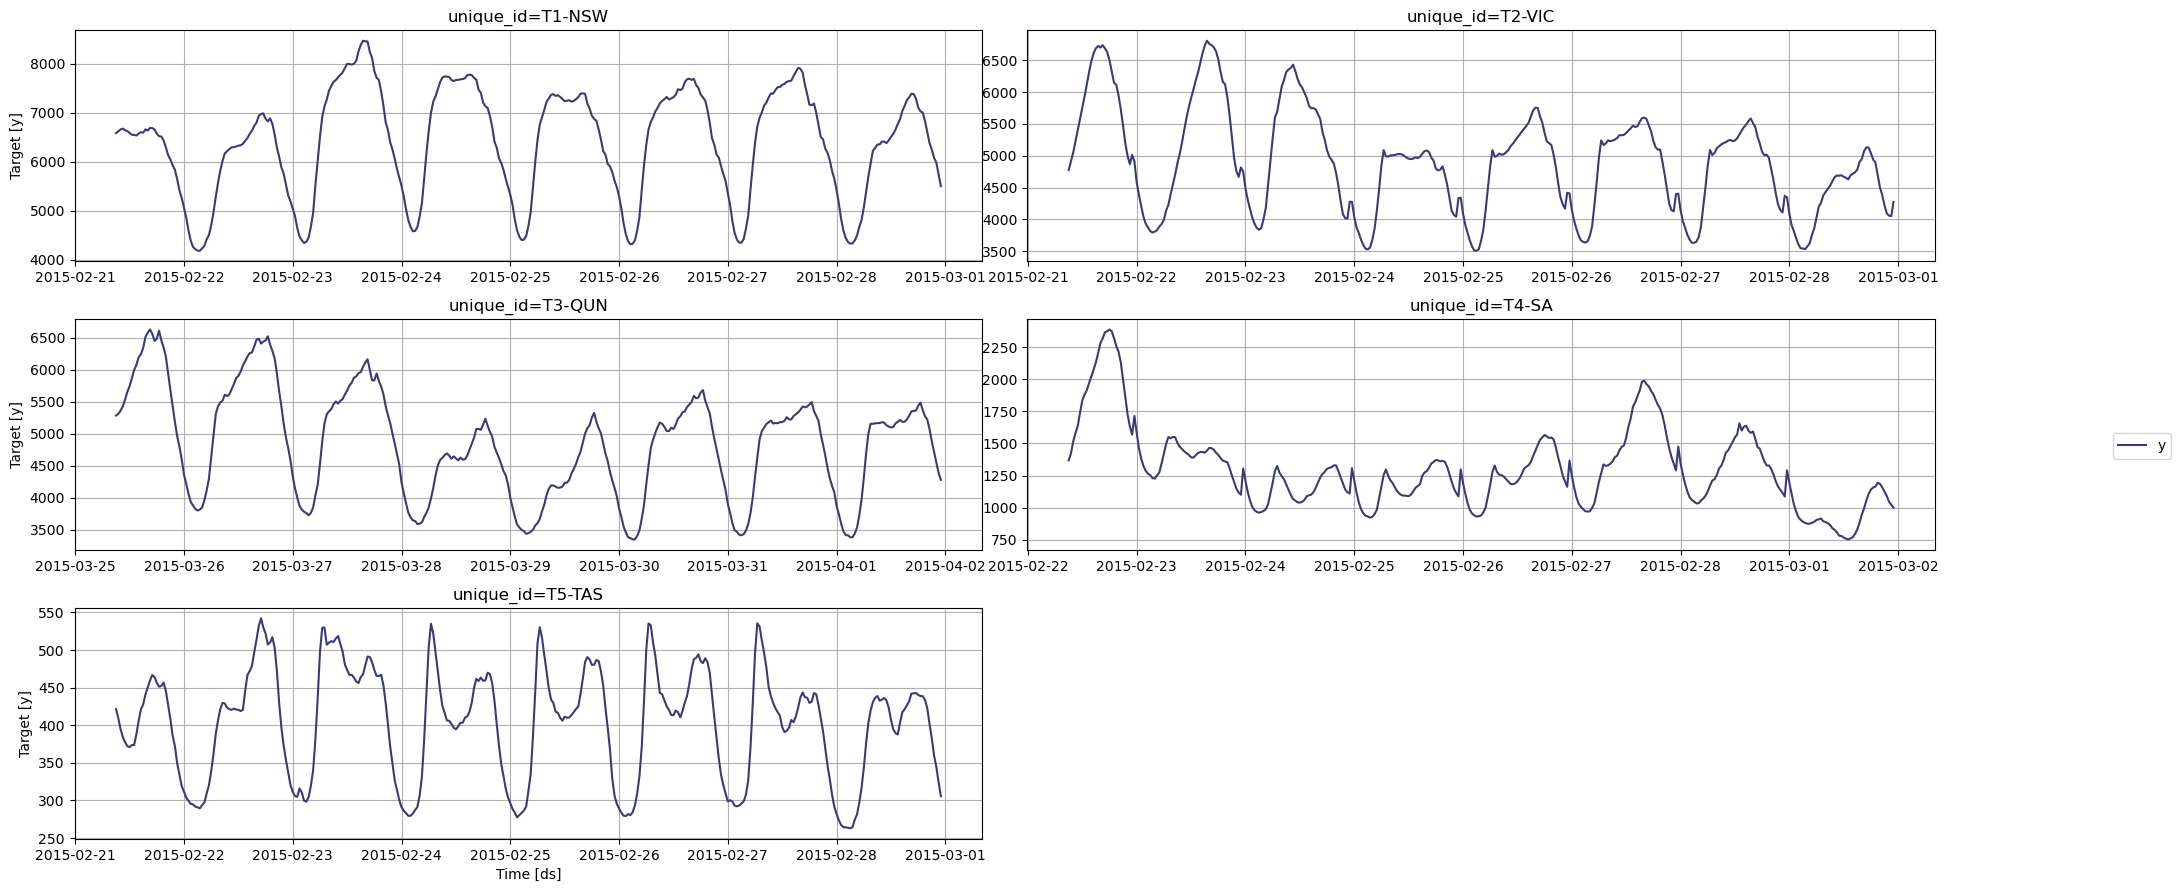 unique_id=T1-NSW
unique_id=T2-VIC
Target [y]
8000
7000
6000
5000
4000
2015-02-21 2015-02-22 2015-02-23 2015-02-24 2015-02-25 2015-02-26 2015-02-27 2015-02-28 2015-03-01
6500
6000
5500
5000
4500
4000
3500
2015-02-21 2015-02-22 2015-02-23 2015-02-24 2015-02-25 2015-02-26 2015-02-27 2015-02-28 2015-03-01
unique_id=T3-QUN
unique_id=T4-SA
Target [y]
6500
6000
5500
5000
4500
4000
3500
2015-03-25 2015-03-26 2015-03-27 2015-03-28 2015-03-29 2015-03-30 2015-03-31 2015-04-01 2015-04-02
2250
2000
1750
1500
1250
1000
750
2015-02-22 2015-02-23 2015-02-24 2015-02-25 2015-02-26 2015-02-27 2015-02-28 2015-03-01 2015-03-02
y
unique_id=T5-TAS
Target [y]
550
500
450
400
350
300
250
2015-02-21 2015-02-22 2015-02-23 2015-02-24 2015-02-25 2015-02-26 2015-02-27 2015-02-28 2015-03-01
Time [ds]